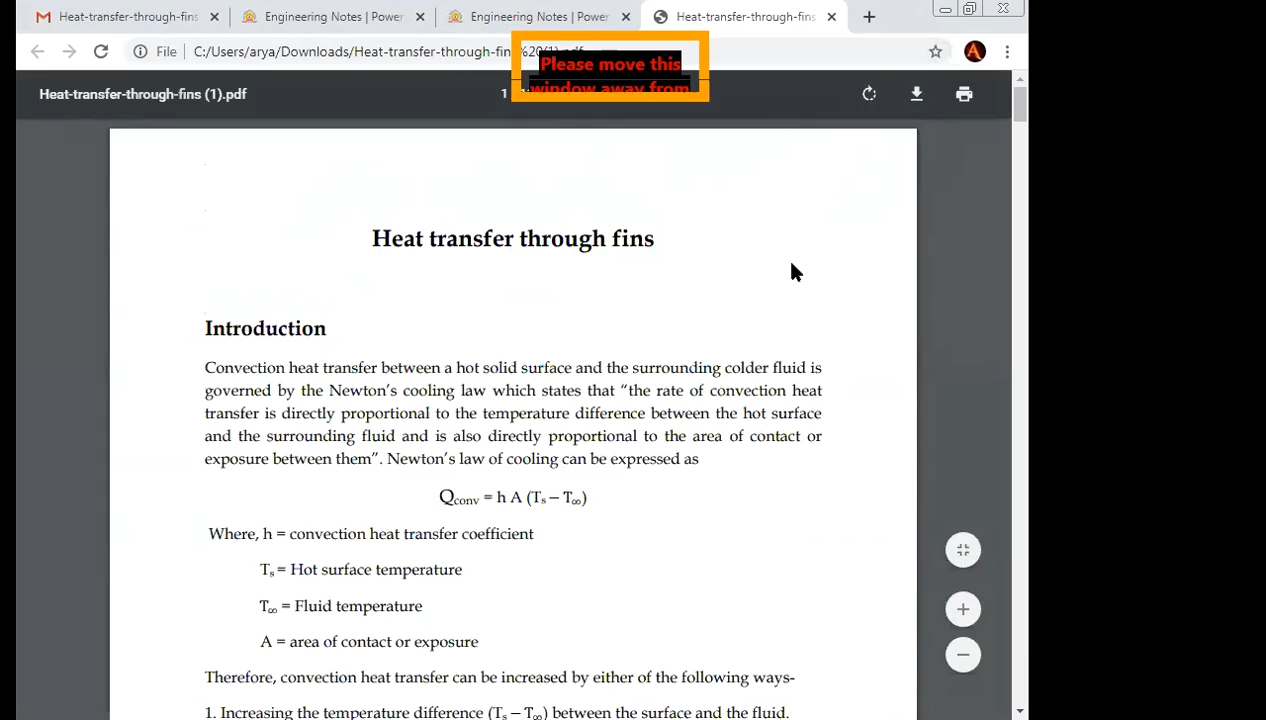 Heat-transfer-through-fins
Engineering Notes | Power
Engineering Notes | Power
Heat-transfer-through-fins
File
C:/Users/arya/Downloads/Heat-transfer-through-fin %20(1).pdf
Please move this
window away from
Heat-transfer-through-fins (1).pdf
1
Heat transfer through fins
Introduction
Convection heat transfer between a hot solid surface and the surrounding colder fluid is
governed by the Newton's cooling law which states that “the rate of convection heat
transfer is directly proportional to the temperature difference between the hot surface
and the surrounding fluid and is also directly proportional to the area of contact or
exposure between them”. Newton's law of cooling can be expressed as
Qconv = h A (Ts – T∞)
Where, h = convection heat transfer coefficient
Ts = Hot surface temperature
T∞ = Fluid temperature
A = area of contact or exposure
Therefore, convection heat transfer can be increased by either of the following ways-
1. Increasing the temperature difference (Ts – T∞) between the surface and the fluid.